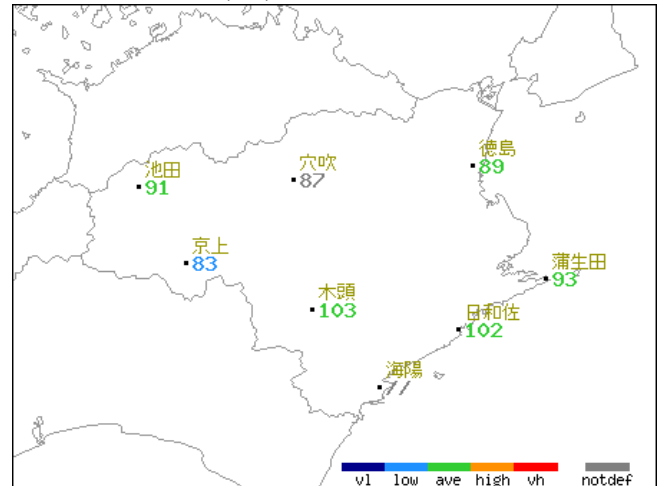 徳島
89
穴吹
87
池田
91
京上
83
蒲生田
93
木頭
103
日和佐
102
海陽
//
vl low ave high vh notdef